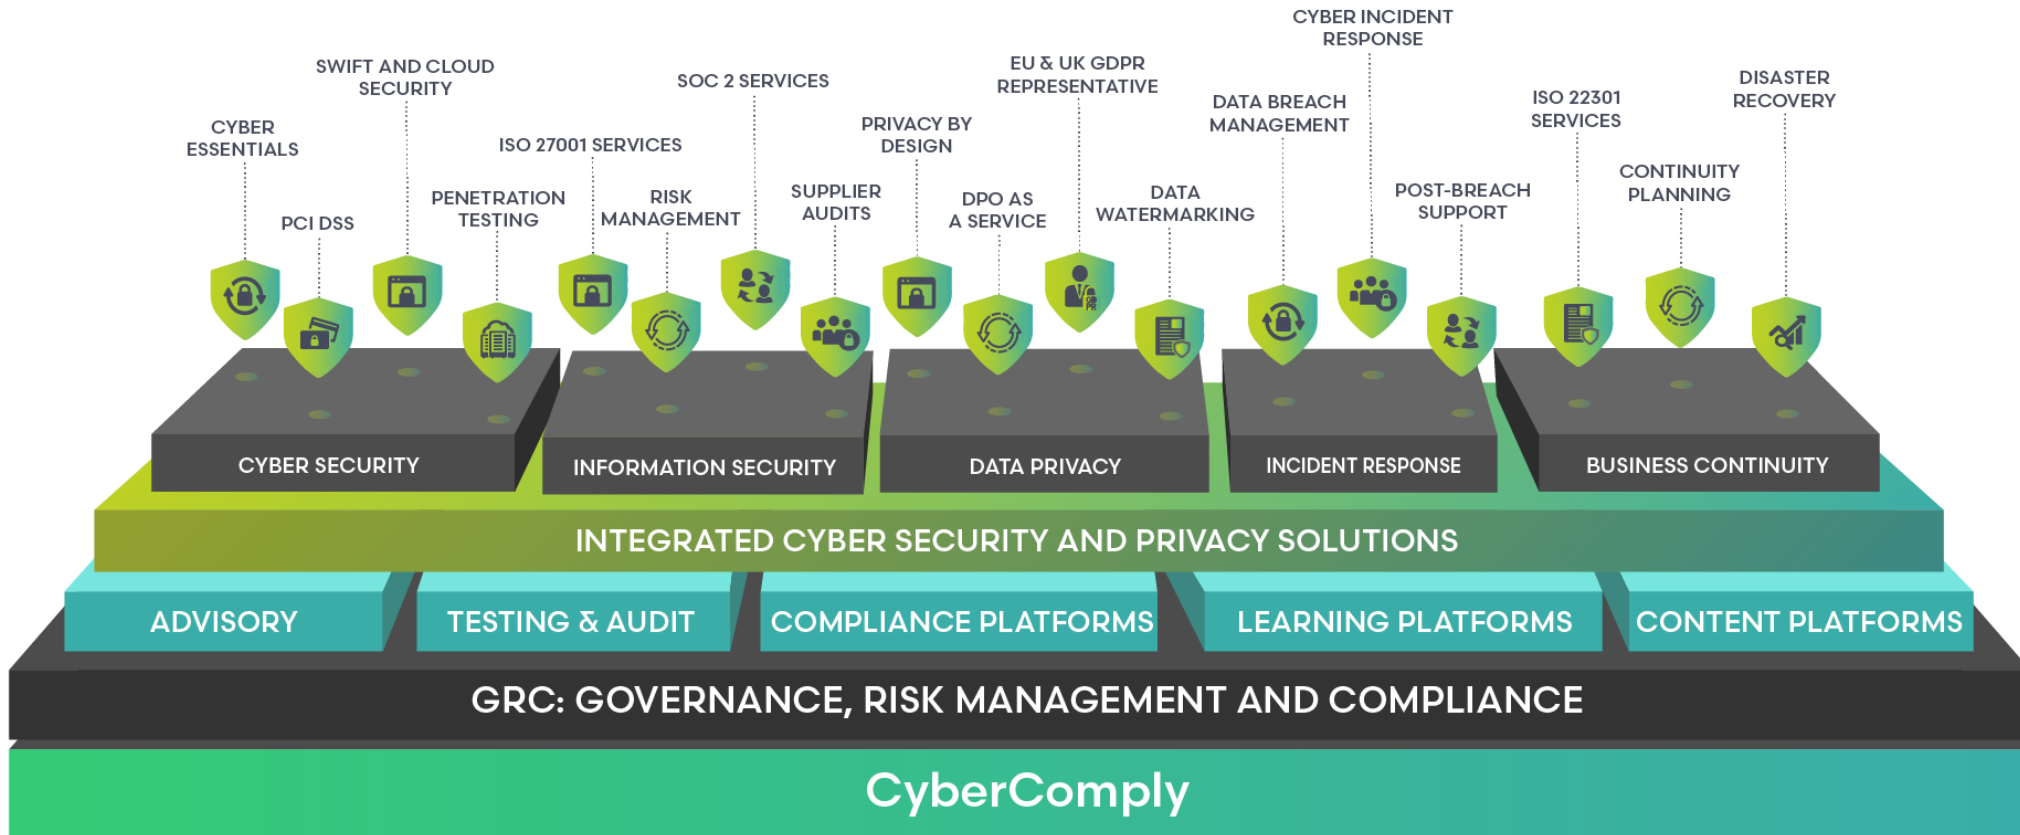 CYBER INCIDENT
RESPONSE
SWIFT AND CLOUD
SECURITY
SOC 2 SERVICES
EU & UK GDPR
REPRESENTATIVE
DATA BREACH
MANAGEMENT
ISO 22301
SERVICES
DISASTER
RECOVERY
CYBER
ESSENTIALS
ISO 27001 SERVICES
PRIVACY BY
DESIGN
PCI DSS
PENETRATION
TESTING
RISK
MANAGEMENT
SUPPLIER
AUDITS
DPO AS
A SERVICE
DATA
WATERMARKING
POST-BREACH
SUPPORT
CONTINUITY
PLANNING
GD
PR
CYBER SECURITY
INFORMATION SECURITY
DATA PRIVACY
INCIDENT RESPONSE
BUSINESS CONTINUITY
INTEGRATED CYBER SECURITY AND PRIVACY SOLUTIONS
ADVISORY
TESTING & AUDIT
COMPLIANCE PLATFORMS
LEARNING PLATFORMS
CONTENT PLATFORMS
GRC: GOVERNANCE, RISK MANAGEMENT AND COMPLIANCE
CyberComply